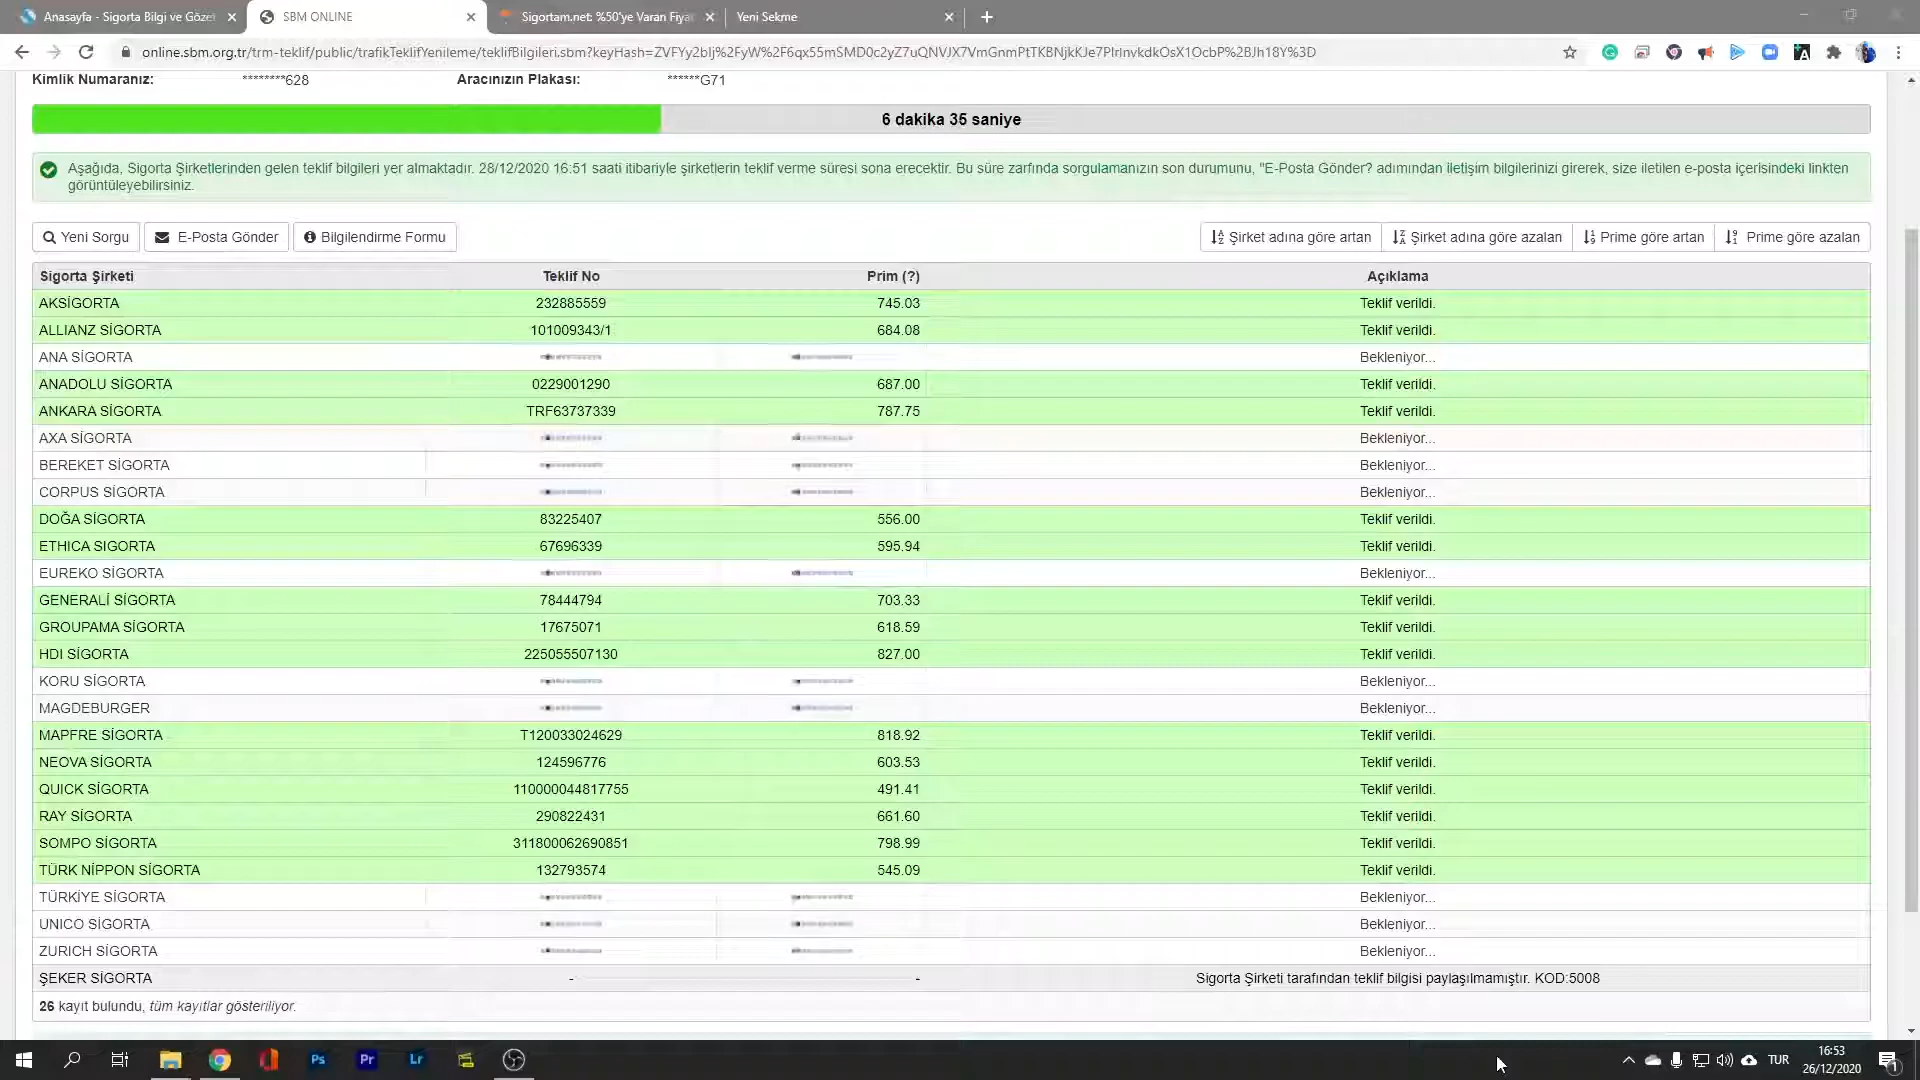 Anasayfa - Sigorta Bilgi ve Gözet
SBM ONLINE
Sigortam.net: %50'ye Varan Fiya
Yeni Sekme
online.sbm.org.tr/trm-teklif/public/trafikTeklifYenileme/teklifBilgileri.sbm?keyHash=ZVFYy2bIj%2FyW%2F6qx55mSMD0c2yZ7uQNVJX7VmGnmPtTKBNjkKJe7PlrInvkdkOsX1OcbP%2BJh18Y%3D
Kimlik Numaranız: ********628 Aracınızın Plakası: ******G71
6 dakika 35 saniye
Aşağıda, Sigorta Şirketlerinden gelen teklif bilgileri yer almaktadır. 28/12/2020 16:51 saati itibariyle şirketlerin teklif verme süresi sona erecektir. Bu süre zarfında sorgulamanızın son durumunu, "E-Posta Gönder? adımından iletişim bilgilerinizi girerek, size iletilen e-posta içerisindeki linkten
görüntüleyebilirsiniz.
Yeni Sorgu E-Posta Gönder Bilgilendirme Formu Şirket adına göre artan Şirket adına göre azalan Prime göre artan Prime göre azalan
Sigorta Şirketi Teklif No Prim (?) Açıklama
AKSİGORTA 232885559 745.03 Teklif verildi.
ALLIANZ SİGORTA 101009343/1 684.08 Teklif verildi.
ANA SİGORTA Bekleniyor...
ANADOLU SİGORTA 0229001290 687.00 Teklif verildi.
ANKARA SİGORTA TRF63737339 787.75 Teklif verildi.
AXA SİGORTA Bekleniyor...
BEREKET SİGORTA Bekleniyor...
CORPUS SİGORTA Bekleniyor...
DOĞA SİGORTA 83225407 556.00 Teklif verildi.
ETHICA SIGORTA 67696339 595.94 Teklif verildi.
EUREKO SİGORTA Bekleniyor...
GENERALİ SİGORTA 78444794 703.33 Teklif verildi.
GROUPAMA SİGORTA 17675071 618.59 Teklif verildi.
HDI SİGORTA 225055507130 827.00 Teklif verildi.
KORU SİGORTA Bekleniyor...
MAGDEBURGER Bekleniyor...
MAPFRE SİGORTA T120033024629 818.92 Teklif verildi.
NEOVA SİGORTA 124596776 603.53 Teklif verildi.
QUICK SİGORTA 110000044817755 491.41 Teklif verildi.
RAY SİGORTA 290822431 661.60 Teklif verildi.
SOMPO SİGORTA 311800062690851 798.99 Teklif verildi.
TÜRK NİPPON SİGORTA 132793574 545.09 Teklif verildi.
TÜRKİYE SİGORTA Bekleniyor...
UNICO SİGORTA Bekleniyor...
ZURICH SİGORTA Bekleniyor...
ŞEKER SİGORTA - - Sigorta Şirketi tarafından teklif bilgisi paylaşılmamıştır. KOD:5008
26 kayıt bulundu, tüm kayıtlar gösteriliyor.
Ps Pr Lr TUR 16:53
26/12/2020 1